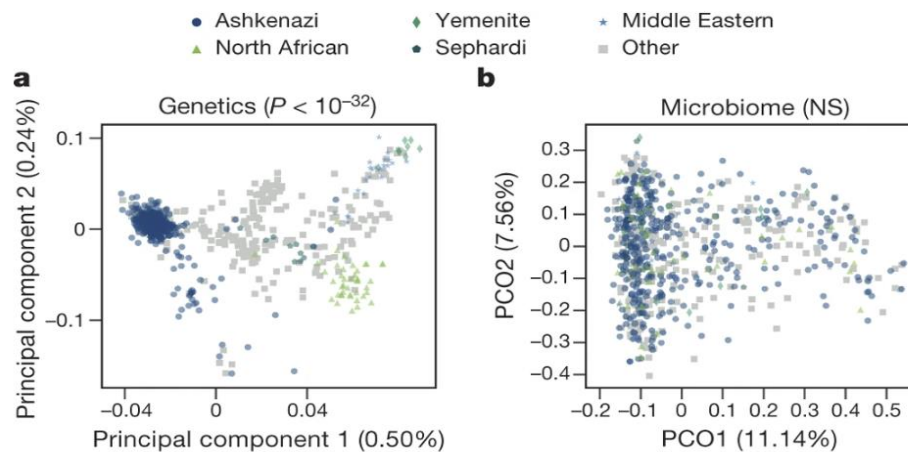 Ashkenazi Yemenite Middle Eastern
North African Sephardi Other
a
Genetics (P < 10⁻³²)
Principal component 2 (0.24%)
0.1
0
−0.1
−0.04 0 0.04
Principal component 1 (0.50%)
b
Microbiome (NS)
PCO2 (7.56%)
0.3
0.2
0.1
0
−0.1
−0.2
−0.3
−0.4
−0.2 −0.1 0 0.1 0.2 0.3 0.4 0.5
PCO1 (11.14%)